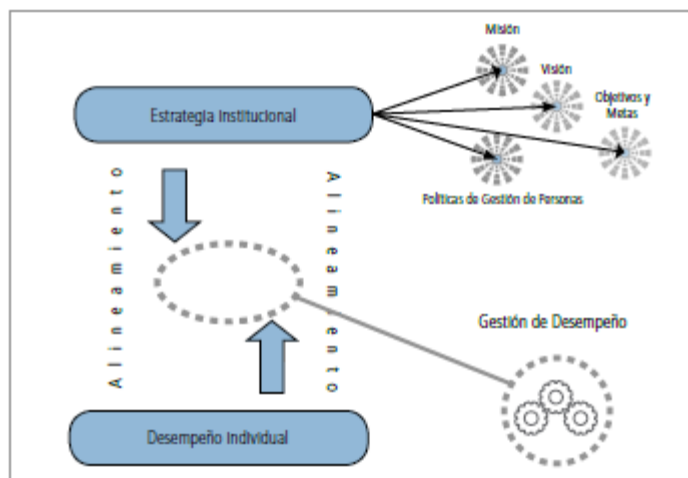 Misión
Visión
Objetivos y
Metas
Estrategia Institucional
Políticas de Gestión de Personas
Alineamiento
Alineamiento
Gestión de Desempeño
Desempeño Individual